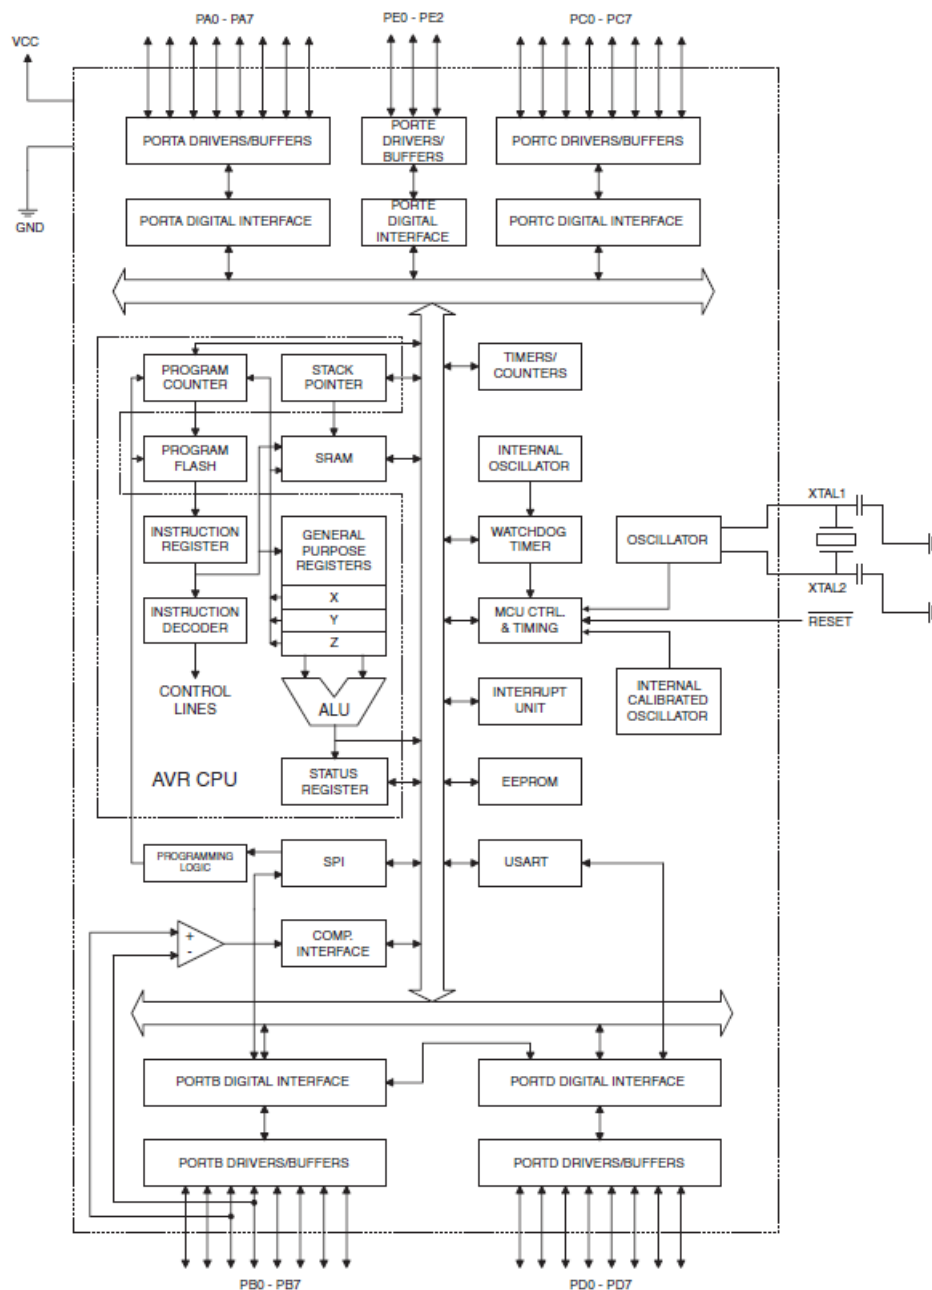 PA0 - PA7
PE0 - PE2
PC0 - PC7
VCC
GND
PORTA DRIVERS/BUFFERS
PORTE
DRIVERS/
BUFFERS
PORTC DRIVERS/BUFFERS
PORTA DIGITAL INTERFACE
PORTE
DIGITAL
INTERFACE
PORTC DIGITAL INTERFACE
PROGRAM
COUNTER
STACK
POINTER
TIMERS/
COUNTERS
PROGRAM
FLASH
SRAM
INTERNAL
OSCILLATOR
XTAL1
INSTRUCTION
REGISTER
GENERAL
PURPOSE
REGISTERS
WATCHDOG
TIMER
OSCILLATOR
XTAL2
X
Y
Z
INSTRUCTION
DECODER
MCU CTRL.
& TIMING
RESET
CONTROL
LINES
ALU
INTERRUPT
UNIT
INTERNAL
CALIBRATED
OSCILLATOR
AVR CPU
STATUS
REGISTER
EEPROM
PROGRAMMING
LOGIC
SPI
USART
+
-
COMP.
INTERFACE
PORTB DIGITAL INTERFACE
PORTD DIGITAL INTERFACE
PORTB DRIVERS/BUFFERS
PORTD DRIVERS/BUFFERS
PB0 - PB7
PD0 - PD7